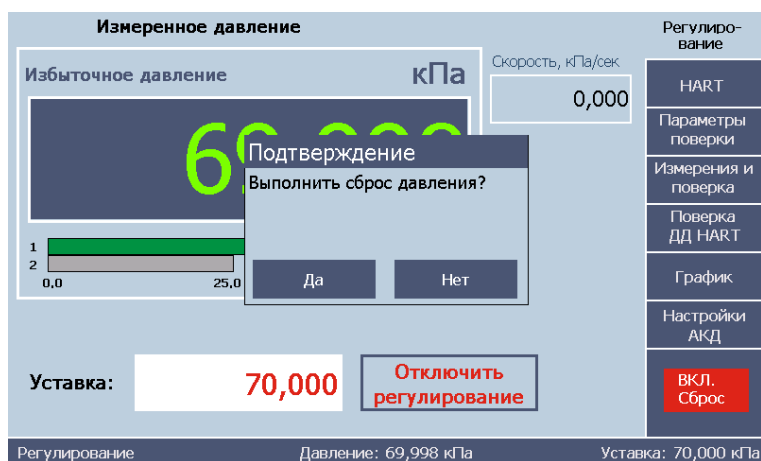 Измеренное давление
Регулиро-
вание
Избыточное давление
кПа
Скорость, кПа/сек
0,000
HART
Параметры
поверки
Измерения и
поверка
Поверка
ДД HART
График
Настройки
АКД
ВКЛ.
Сброс
Подтверждение
Выполнить сброс давления?
Да
Нет
1
2
0,0
25,0
Уставка:
70,000
Отключить
регулирование
Регулирование
Давление: 69,998 кПа
Уставка: 70,000 кПа